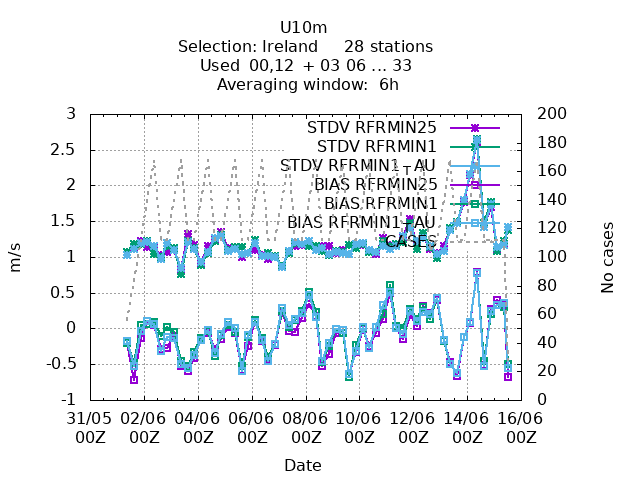 U10m
Selection: Ireland 28 stations
Used 00,12 + 03 06 ... 33
Averaging window: 6h
STDV RFRMIN25
STDV RFRMIN1
STDV RFRMIN1_AU
BIAS RFRMIN25
BIAS RFRMIN1
BIAS RFRMIN1_AU
CASES
3
2.5
2
1.5
1
0.5
0
-0.5
-1
m/s
200
180
160
140
120
100
80
60
40
20
0
No cases
31/05 02/06 04/06 06/06 08/06 10/06 12/06 14/06 16/06
00Z 00Z 00Z 00Z 00Z 00Z 00Z 00Z 00Z
Date